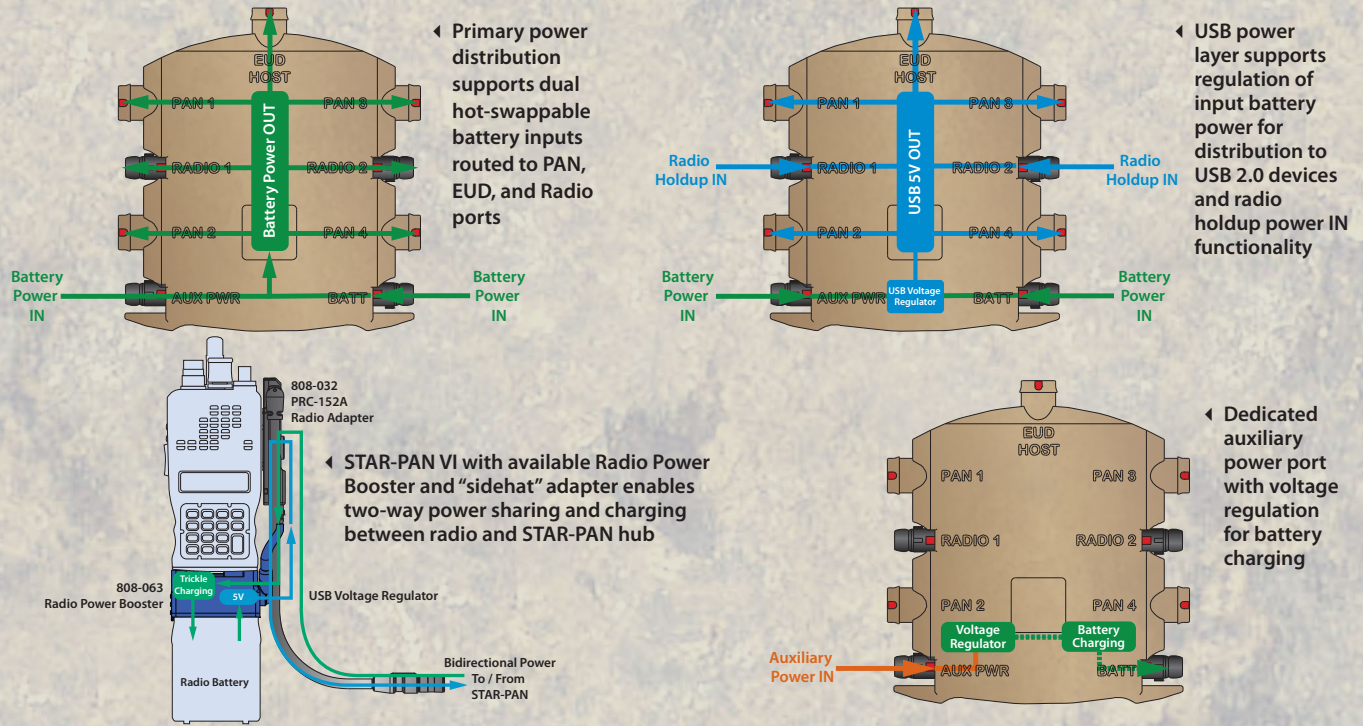 EUD
HOST
PAN 1
PAN 3
RADIO 1
RADIO 2
PAN 2
PAN 4
AUX PWR
BATT
Battery Power OUT
Battery
Power
IN
Battery
Power
IN
◂ Primary power
distribution
supports dual
hot-swappable
battery inputs
routed to PAN,
EUD, and Radio
ports
EUD
HOST
PAN 1
PAN 3
RADIO 1
RADIO 2
PAN 2
PAN 4
AUX PWR
BATT
USB 5V OUT
USB Voltage
Regulator
Radio
Holdup IN
Radio
Holdup IN
Battery
Power
IN
Battery
Power
IN
◂ USB power
layer supports
regulation of
input battery
power for
distribution to
USB 2.0 devices
and radio
holdup power IN
functionality
808-032
PRC-152A
Radio Adapter
◂ STAR-PAN VI with available Radio Power
Booster and “sidehat” adapter enables
two-way power sharing and charging
between radio and STAR-PAN hub
808-063
Radio Power Booster
Trickle
Charging
5V
USB Voltage Regulator
Radio Battery
Bidirectional Power
To / From
STAR-PAN
EUD
HOST
PAN 1
PAN 3
RADIO 1
RADIO 2
PAN 2
PAN 4
Voltage
Regulator
Battery
Charging
AUX PWR
BATT
Auxiliary
Power IN
◂ Dedicated
auxiliary
power port
with voltage
regulation
for battery
charging